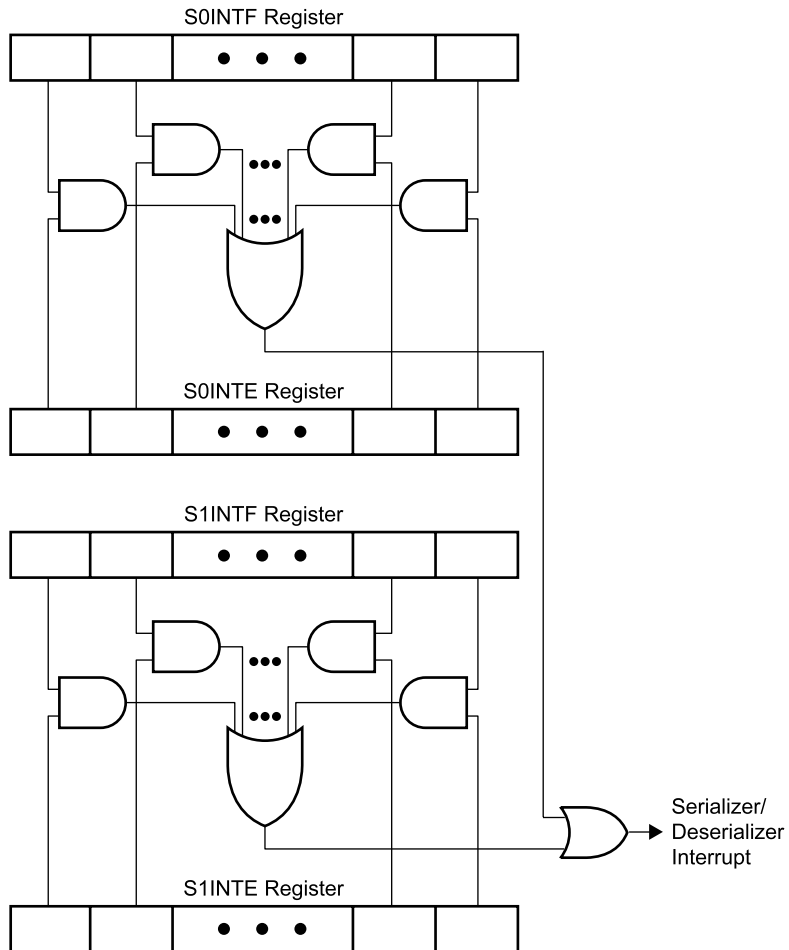 S0INTF Register
S0INTE Register
S1INTF Register
Serializer/
Deserializer
Interrupt
S1INTE Register